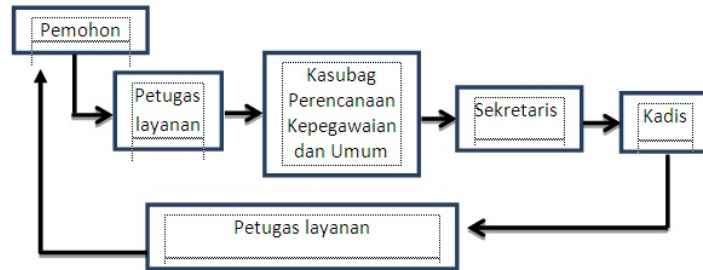 Pemohon
Petugas
layanan
Kasubag
Perencanaan
Kepegawaian
dan Umum
Sekretaris
Kadis
Petugas layanan